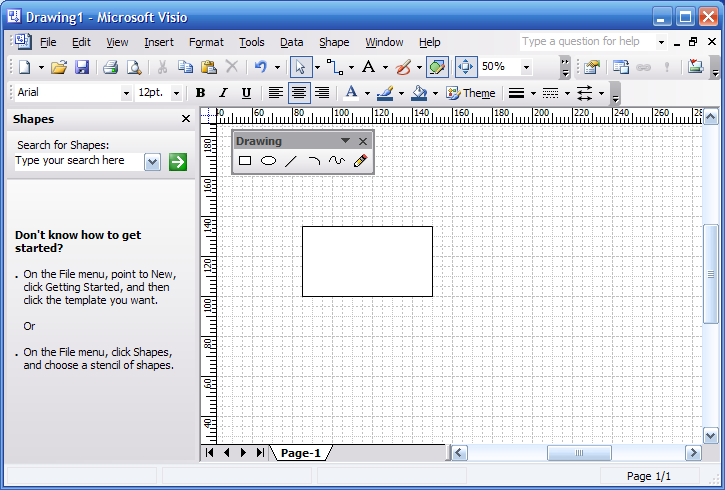 Drawing1 - Microsoft Visio
File Edit View Insert Format Tools Data Shape Window Help Type a question for help
50%
Arial 12pt. B I U Theme
Shapes
40 60 80 100 120 140 160 180 200 220 240 260 28
Search for Shapes:
Type your search here
Drawing
180
160
140
120
100
80
60
40
Don't know how to get
started?
On the File menu, point to New,
click Getting Started, and then
click the template you want.
Or
On the File menu, click Shapes,
and choose a stencil of shapes.
Page-1
Page 1/1